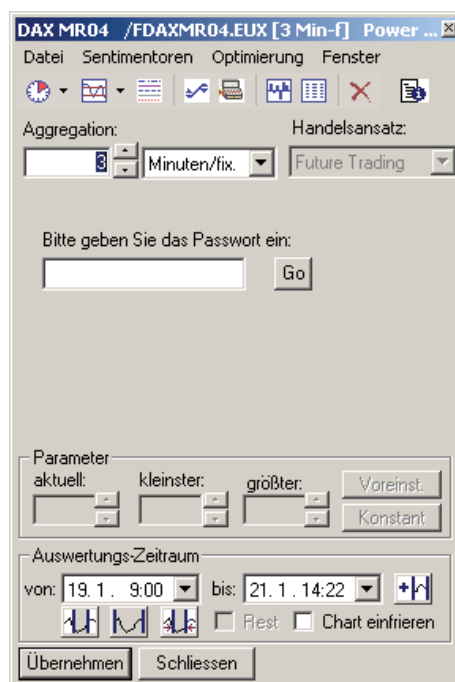 DAX MR04 /FDAXMR04.EUX [3 Min-f] Power ...
Datei Sentimentoren Optimierung Fenster
Aggregation: Handelsansatz:
3 Minuten/fix. Future Trading
Bitte geben Sie das Passwort ein:
Go
Parameter
aktuell: kleinster: größter: Voreinst.
Konstant
Auswertungs-Zeitraum
von: 19. 1 . 9:00 bis: 21. 1 . 14:22
Rest Chart einfrieren
Übernehmen Schliessen